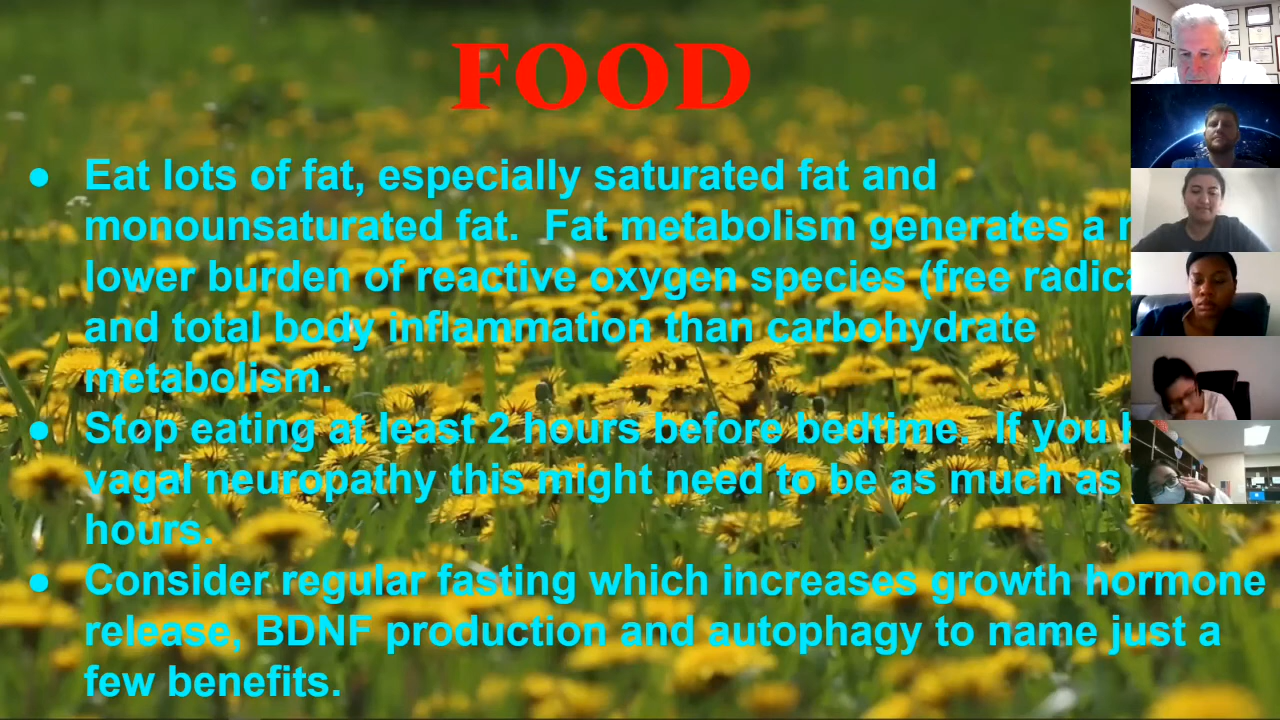 FOOD
● Eat lots of fat, especially saturated fat and
monounsaturated fat. Fat metabolism generates a
lower burden of reactive oxygen species (free
and total body inflammation than carbohydrate
metabolism.
● Stop eating at least 2 hours before bedtime. If you
vagal neuropathy this might need to be as much as
hours.
● Consider regular fasting which increases growth hormone
release, BDNF production and autophagy to name just a
few benefits.